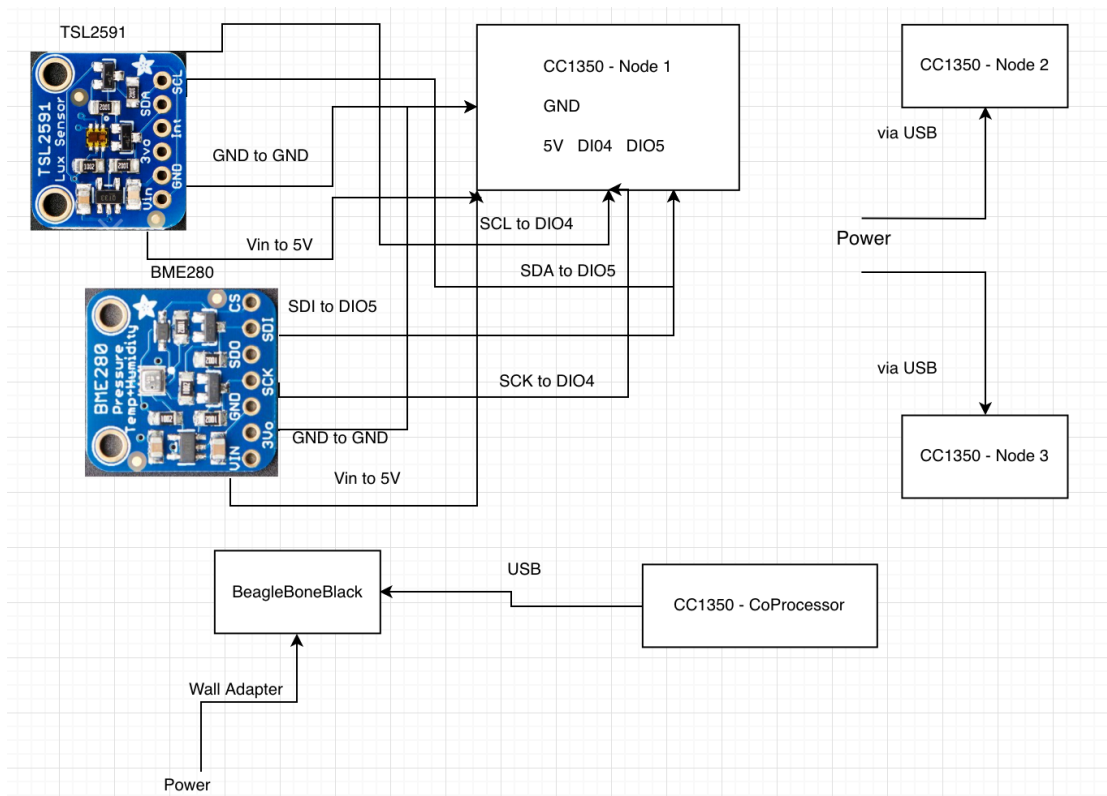 TSL2591
TSL2591
Lux Sensor
SCL
SDA
Int
3vo
GND
Vin
CC1350 - Node 1
GND
5V DI04 DIO5
CC1350 - Node 2
via USB
Power
via USB
CC1350 - Node 3
GND to GND
Vin to 5V
SCL to DIO4
SDA to DIO5
BME280
BME280
Pressure
Temp+Humidity
CS
SDI
SDO
SCK
GND
3Vo
VIN
SDI to DIO5
SCK to DIO4
GND to GND
Vin to 5V
BeagleBoneBlack
USB
CC1350 - CoProcessor
Wall Adapter
Power